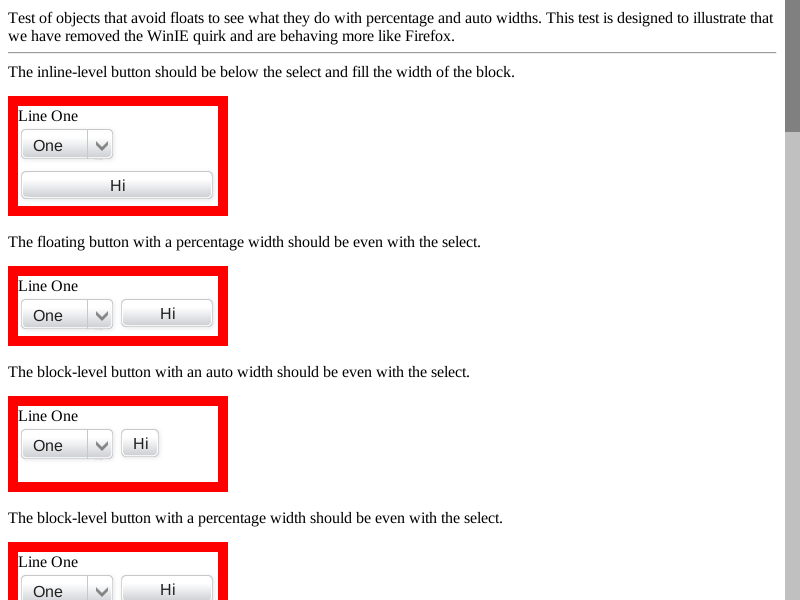 Test of objects that avoid floats to see what they do with percentage and auto widths. This test is designed to illustrate that
we have removed the WinIE quirk and are behaving more like Firefox.
The inline-level button should be below the select and fill the width of the block.
Line One
One
Hi
The floating button with a percentage width should be even with the select.
Line One
One Hi
The block-level button with an auto width should be even with the select.
Line One
One Hi
The block-level button with a percentage width should be even with the select.
Line One
One Hi